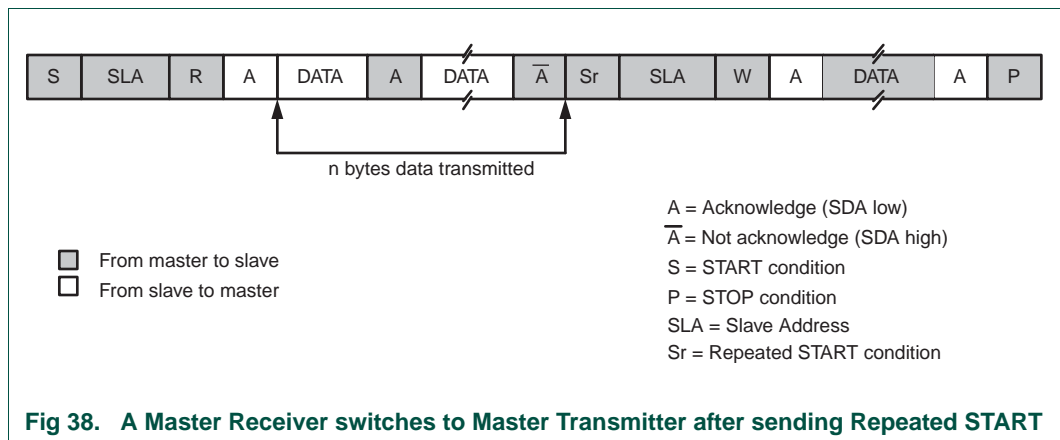 S SLA R A DATA A DATA A̅ Sr SLA W A DATA A P
n bytes data transmitted
From master to slave
From slave to master
A = Acknowledge (SDA low)
A̅ = Not acknowledge (SDA high)
S = START condition
P = STOP condition
SLA = Slave Address
Sr = Repeated START condition
Fig 38. A Master Receiver switches to Master Transmitter after sending Repeated START